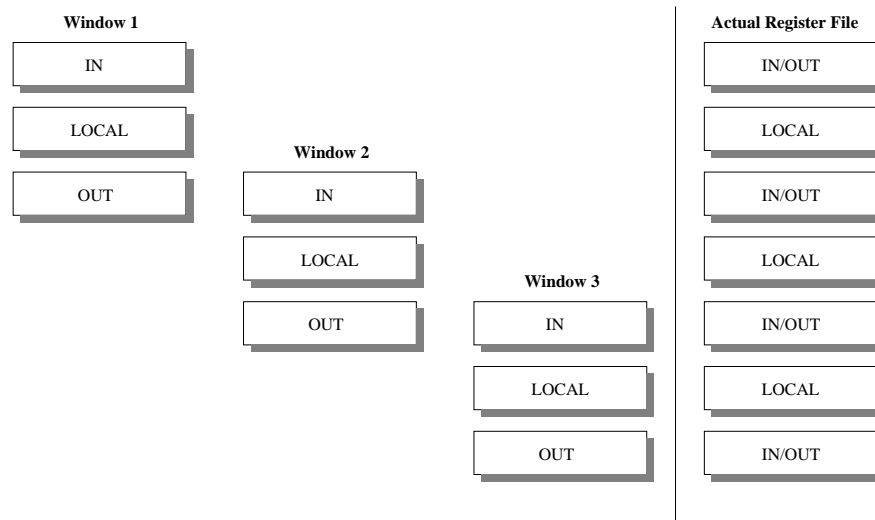 Window 1
Actual Register File
IN
IN/OUT
LOCAL
LOCAL
Window 2
OUT
IN
IN/OUT
LOCAL
LOCAL
Window 3
OUT
IN
IN/OUT
LOCAL
LOCAL
OUT
IN/OUT